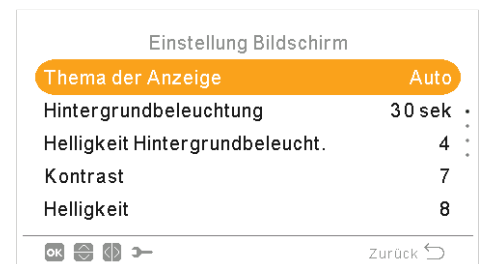 Einstellung Bildschirm
Thema der Anzeige Auto
Hintergrundbeleuchtung 30 sek
Helligkeit Hintergrundbeleucht. 4
Kontrast 7
Helligkeit 8
OK Zurück